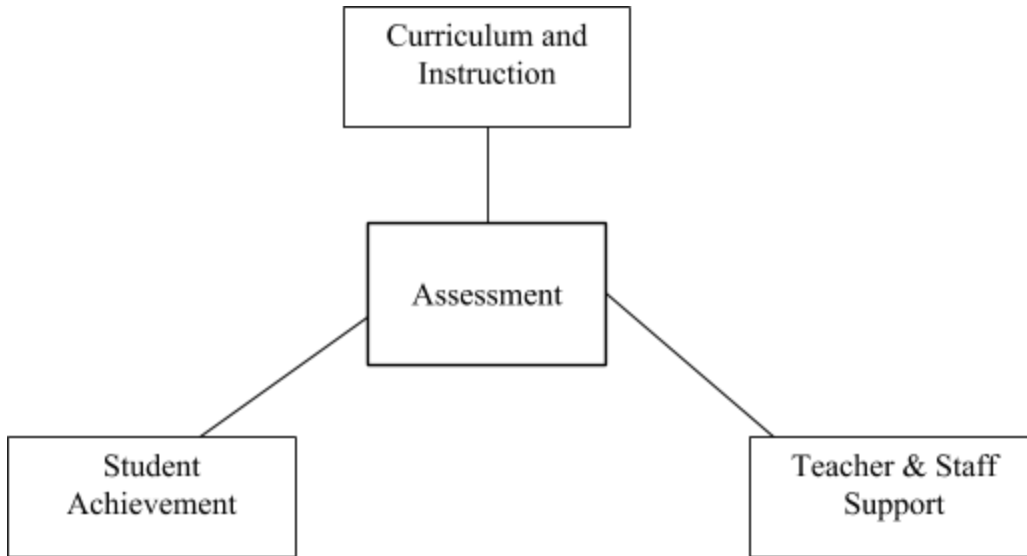 Curriculum and
Instruction
Assessment
Student
Achievement
Teacher & Staff
Support